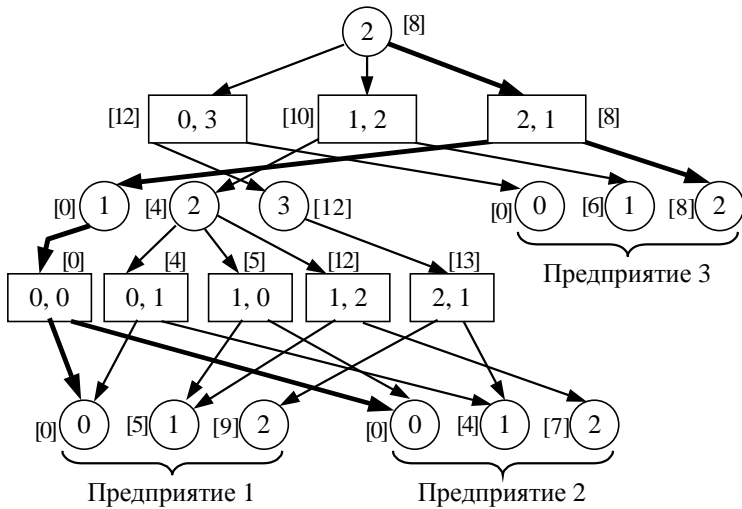 2 [8]
[12] 0, 3 [10] 1, 2 2, 1 [8]
[0] 1 [4] 2 3 [12] [0] 0 [6] 1 [8] 2
Предприятие 3
[0] [4] [5] [12] [13]
0, 0 0, 1 1, 0 1, 2 2, 1
[0] 0 [5] 1 [9] 2 [0] 0 [4] 1 [7] 2
Предприятие 1 Предприятие 2